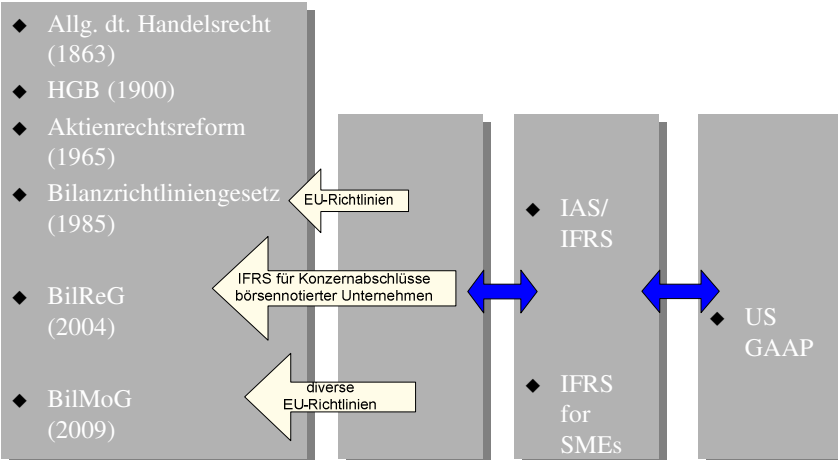 Allg. dt. Handelsrecht
(1863)
HGB (1900)
Aktienrechtsreform
(1965)
Bilanzrichtliniengesetz
(1985)
BilReG
(2004)
BilMoG
(2009)
EU-Richtlinien
IFRS für Konzernabschlüsse
börsennotierter Unternehmen
diverse
EU-Richtlinien
IAS/
IFRS
IFRS
for
SMEs
US
GAAP